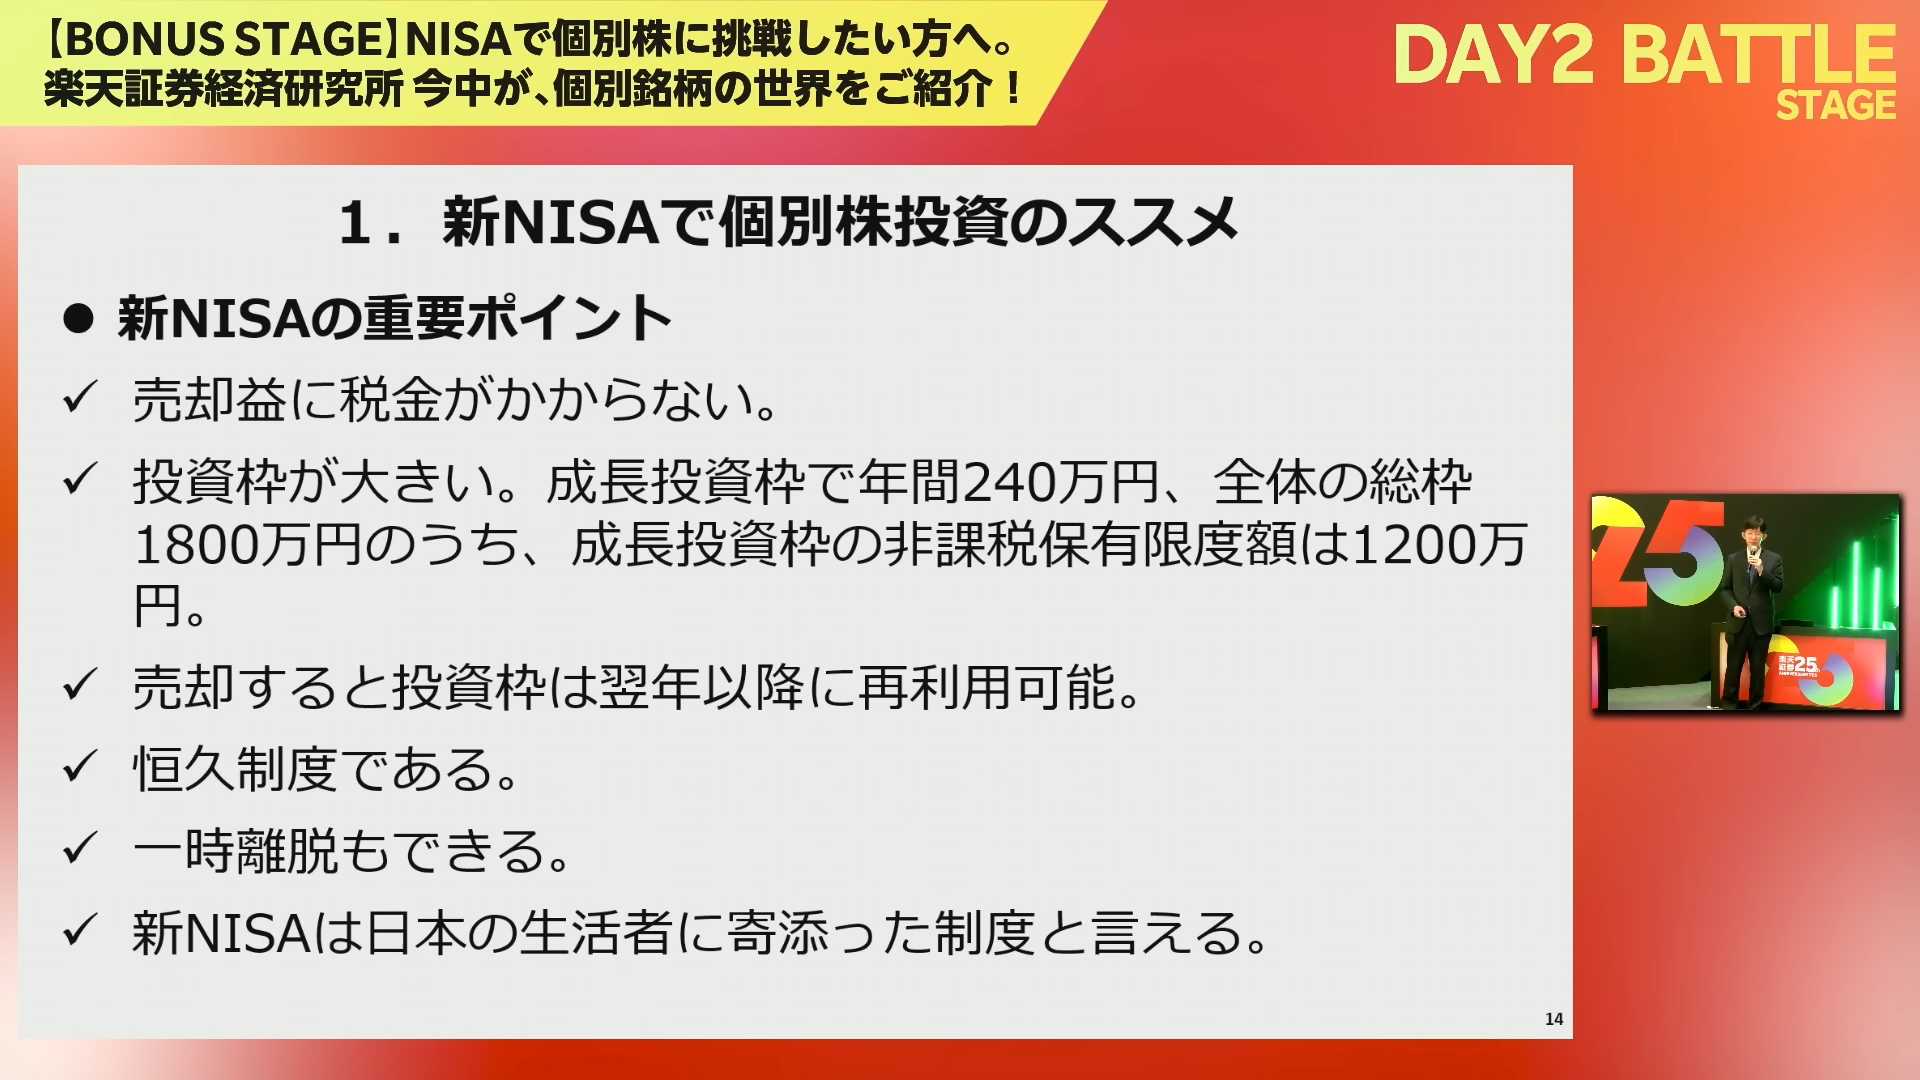 【BONUS STAGE】NISAで個別株に挑戦したい方へ。
楽天証券経済研究所 今中が、個別銘柄の世界をご紹介！
DAY2 BATTLE
STAGE
１．新NISAで個別株投資のススメ
● 新NISAの重要ポイント
✓ 売却益に税金がかからない。
✓ 投資枠が大きい。成長投資枠で年間240万円、全体の総枠
1800万円のうち、成長投資枠の非課税保有限度額は1200万
円。
✓ 売却すると投資枠は翌年以降に再利用可能。
✓ 恒久制度である。
✓ 一時離脱もできる。
✓ 新NISAは日本の生活者に寄添った制度と言える。
14
25
楽天
証券25